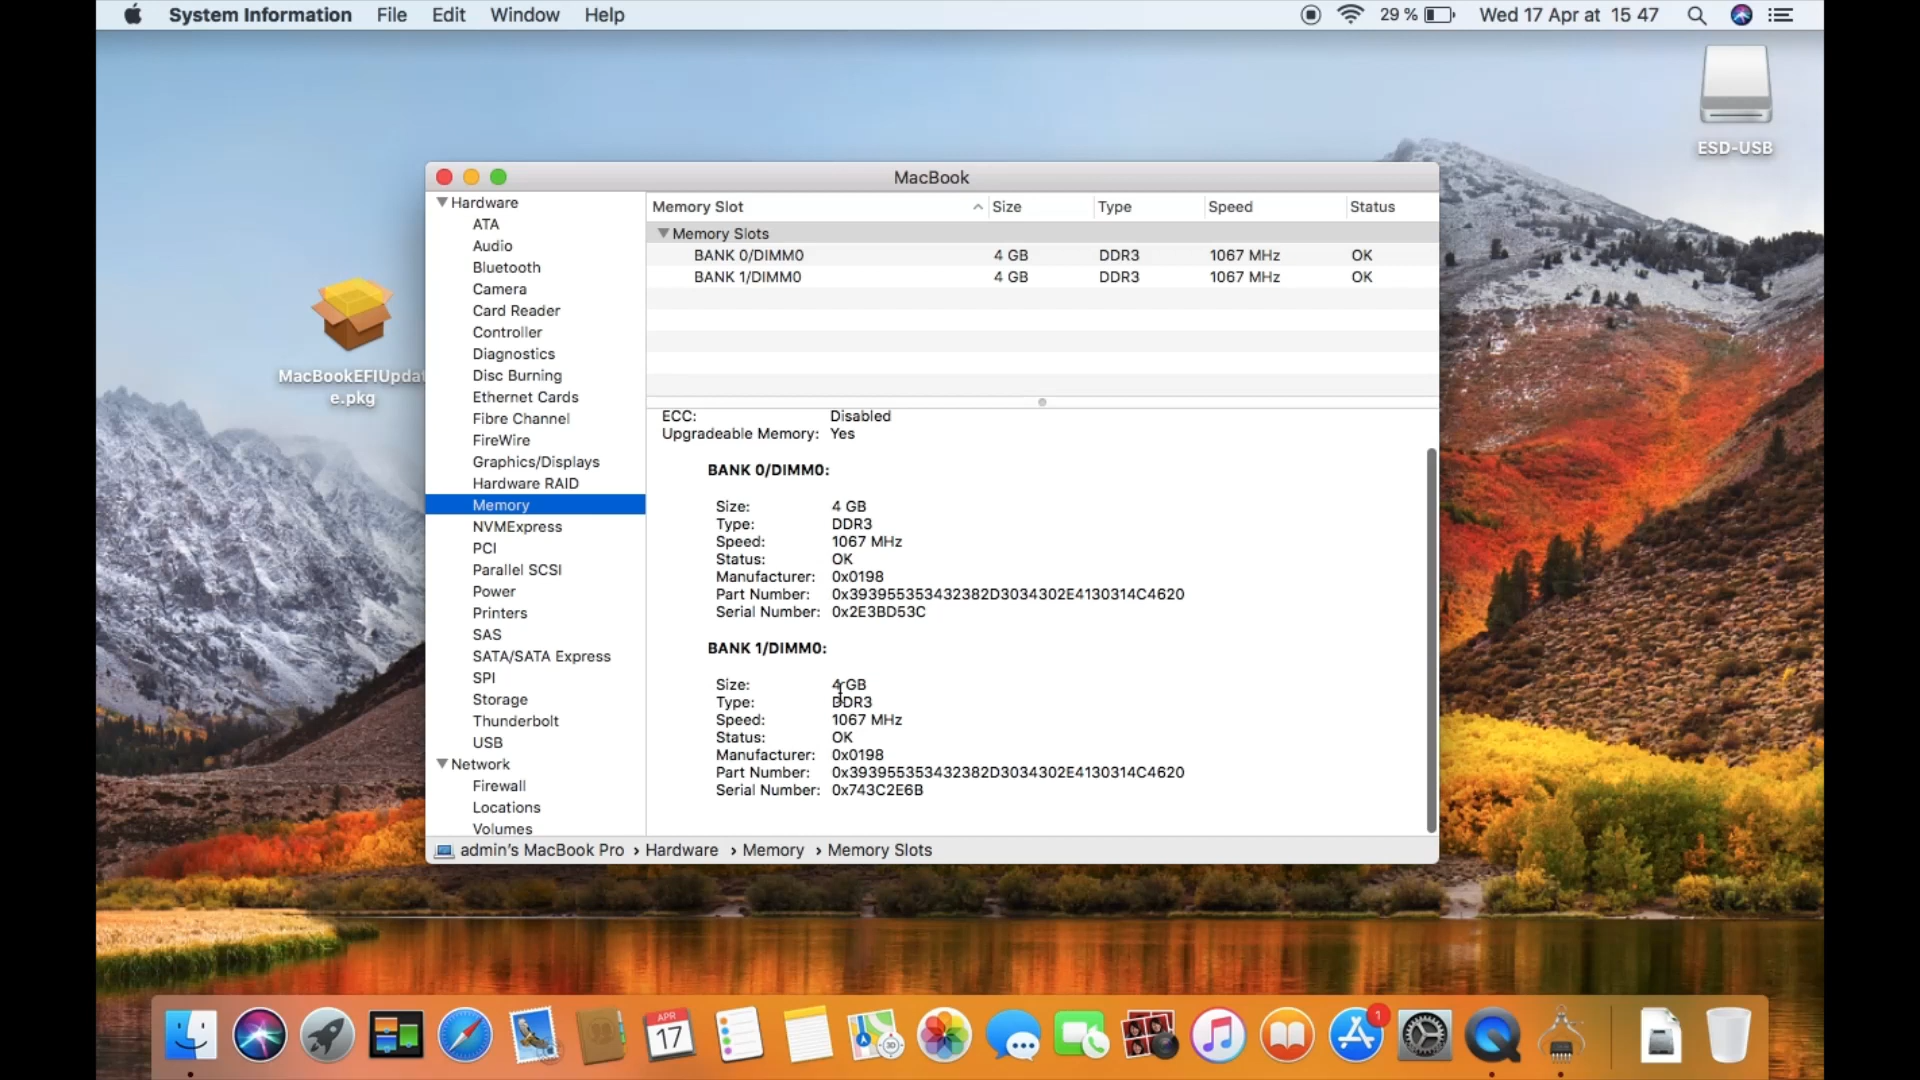 System Information File Edit Window Help 29 % Wed 17 Apr at 15 47
ESD-USB
MacBookEFIUpdat
e.pkg
MacBook
Hardware
ATA
Audio
Bluetooth
Camera
Card Reader
Controller
Diagnostics
Disc Burning
Ethernet Cards
Fibre Channel
FireWire
Graphics/Displays
Hardware RAID
Memory
NVMExpress
PCI
Parallel SCSI
Power
Printers
SAS
SATA/SATA Express
SPI
Storage
Thunderbolt
USB
Network
Firewall
Locations
Volumes
Memory Slot Size Type Speed Status
Memory Slots
BANK 0/DIMM0 4 GB DDR3 1067 MHz OK
BANK 1/DIMM0 4 GB DDR3 1067 MHz OK
ECC: Disabled
Upgradeable Memory: Yes
BANK 0/DIMM0:
Size: 4 GB
Type: DDR3
Speed: 1067 MHz
Status: OK
Manufacturer: 0x0198
Part Number: 0x393955353432382D3034302E4130314C4620
Serial Number: 0x2E3BD53C
BANK 1/DIMM0:
Size: 4 GB
Type: DDR3
Speed: 1067 MHz
Status: OK
Manufacturer: 0x0198
Part Number: 0x393955353432382D3034302E4130314C4620
Serial Number: 0x743C2E6B
admin's MacBook Pro › Hardware › Memory › Memory Slots
APR
17
3D
1